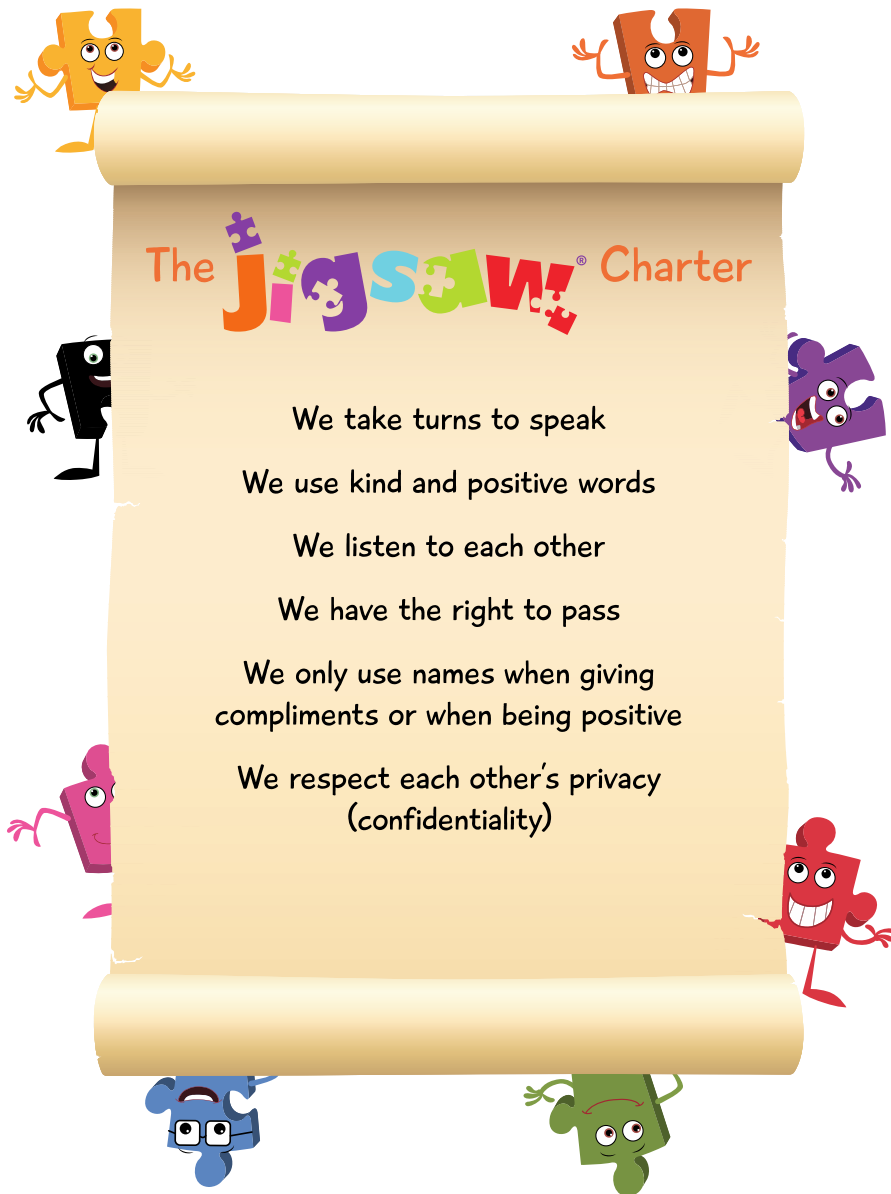 The jigsaw® Charter
We take turns to speak
We use kind and positive words
We listen to each other
We have the right to pass
We only use names when giving
compliments or when being positive
We respect each other's privacy
(confidentiality)